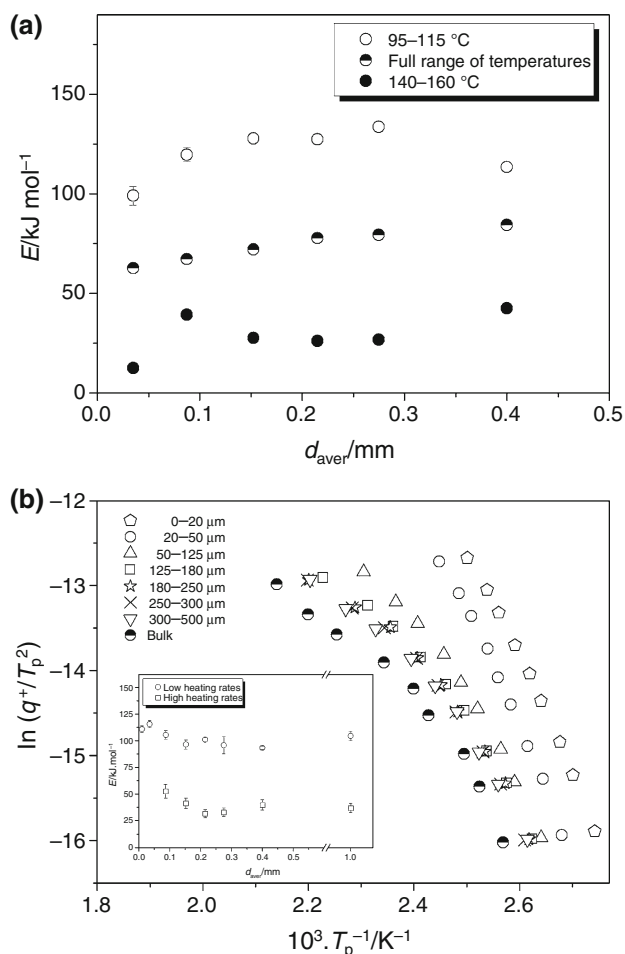 (a)
95–115 °C
Full range of temperatures
140–160 °C
150
100
50
0
E/kJ mol⁻¹
0.0 0.1 0.2 0.3 0.4 0.5
d_aver/mm
(b)
−12
−13
−14
−15
−16
ln (q⁺/T_p²)
0–20 µm
20–50 µm
50–125 µm
125–180 µm
180–250 µm
250–300 µm
300–500 µm
Bulk
Low heating rates
High heating rates
150
125
100
75
50
25
0
E/kJ.mol⁻¹
0.0 0.1 0.2 0.3 0.4 0.5 1.0
d_aver/mm
1.8 2.0 2.2 2.4 2.6
10³. T_p⁻¹/K⁻¹